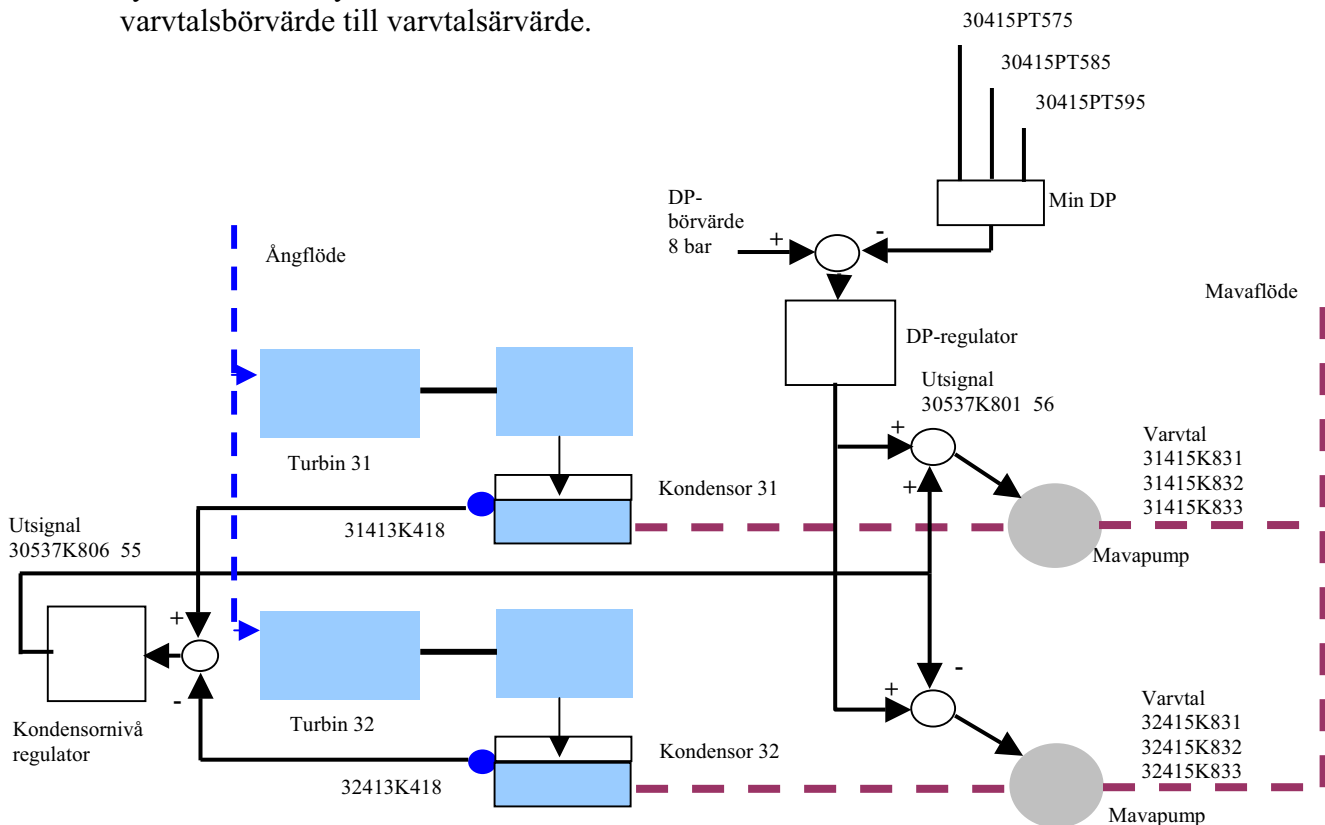 varvtalsbörvärde till varvtalsärvärde.
30415PT575
30415PT585
30415PT595
Min DP
DP-
börvärde
8 bar
+
-
Ångflöde
Mavaflöde
DP-regulator
Utsignal
30537K801 56
+
+
Turbin 31
Kondensor 31
31413K418
Varvtal
31415K831
31415K832
31415K833
Mavapump
Utsignal
30537K806 55
+
-
Kondensornivå
regulator
Turbin 32
Kondensor 32
32413K418
-
+
Varvtal
32415K831
32415K832
32415K833
Mavapump